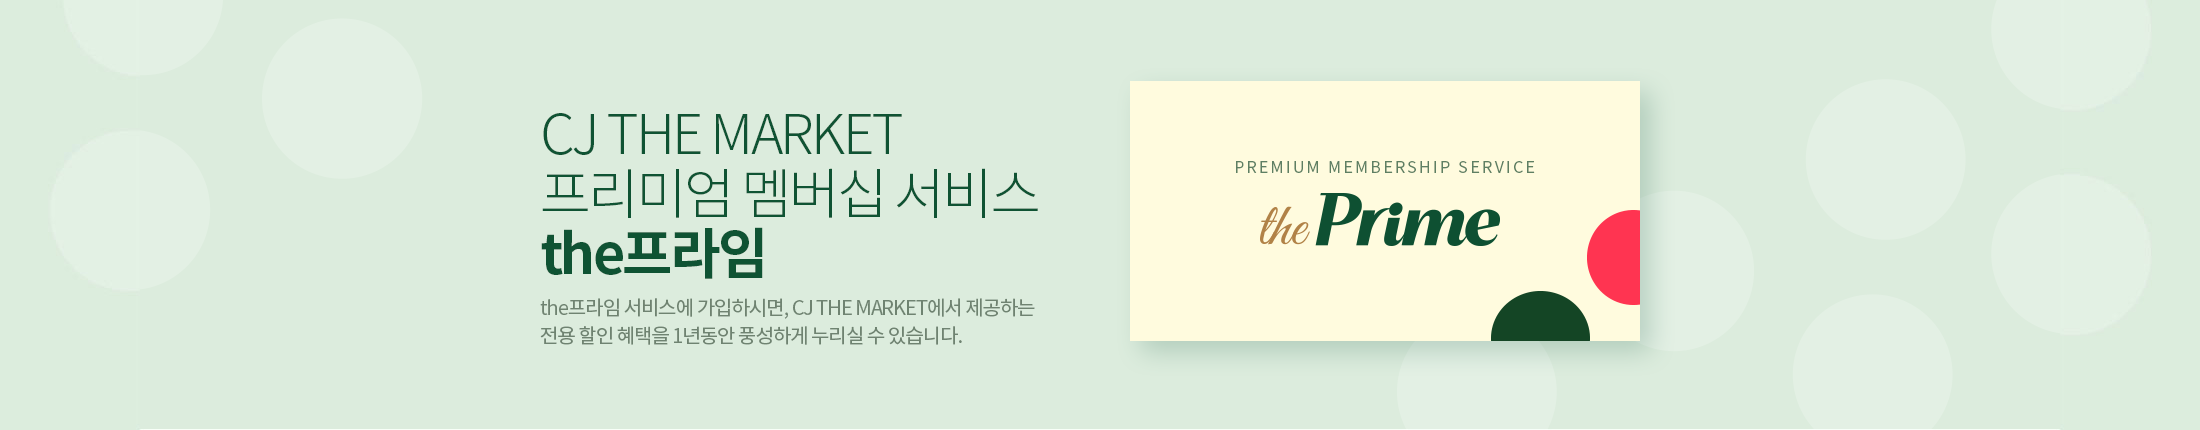 CJ THE MARKET
프리미엄 멤버십 서비스
the프라임
the프라임 서비스에 가입하시면, CJ THE MARKET에서 제공하는
전용 할인 혜택을 1년동안 풍성하게 누리실 수 있습니다.
PREMIUM MEMBERSHIP SERVICE
the Prime